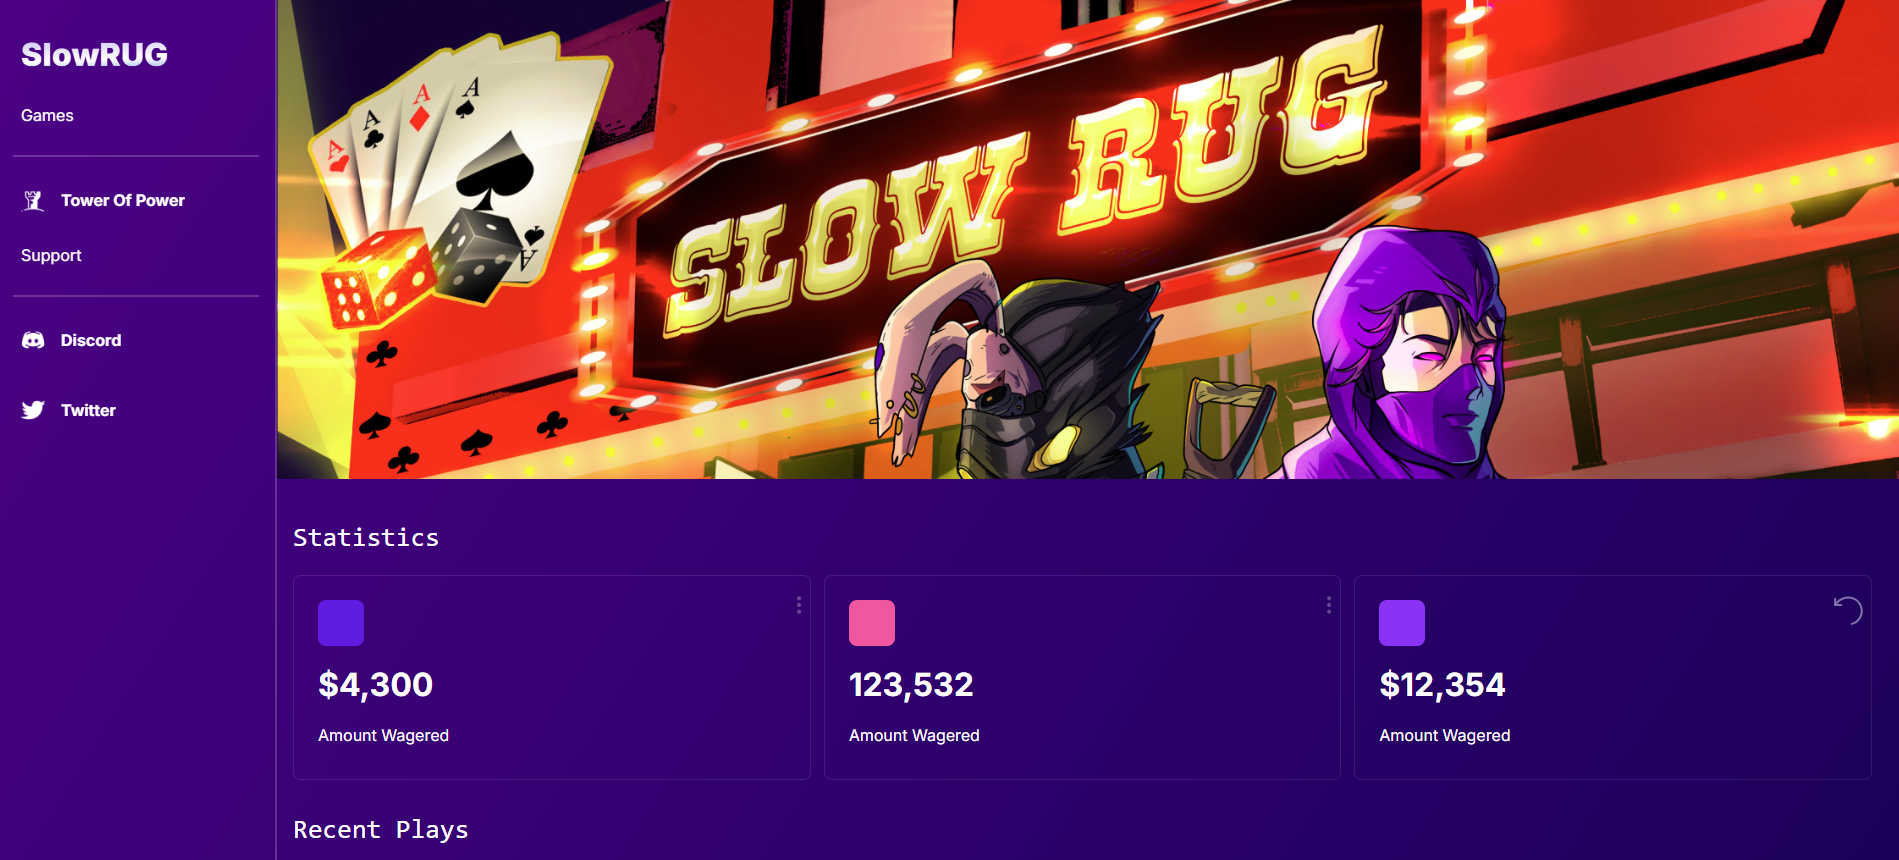 SlowRUG
Games
Tower Of Power
Support
Discord
Twitter
A
A
A
A
A
SLOW RUG
Statistics
$4,300
Amount Wagered
123,532
Amount Wagered
$12,354
Amount Wagered
Recent Plays